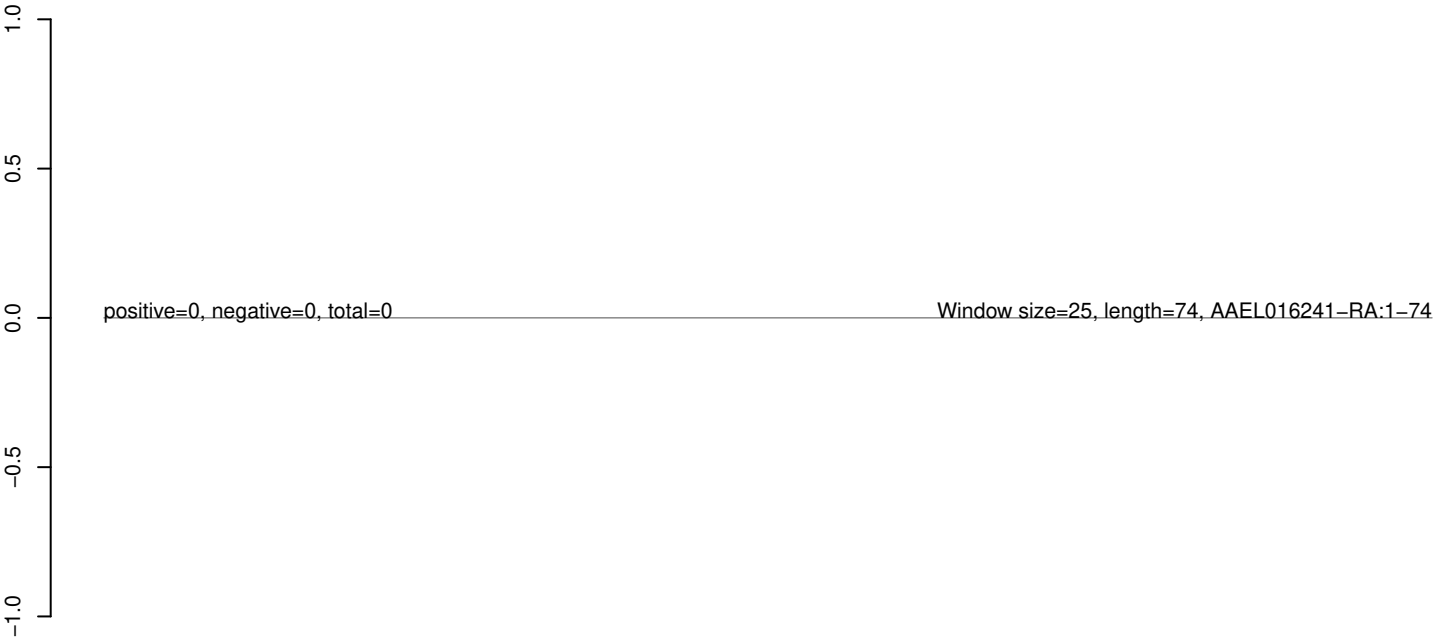 1.0
0.5
0.0
positive=0, negative=0, total=0
Window size=25, length=74, AAEL016241−RA:1−74
−0.5
−1.0